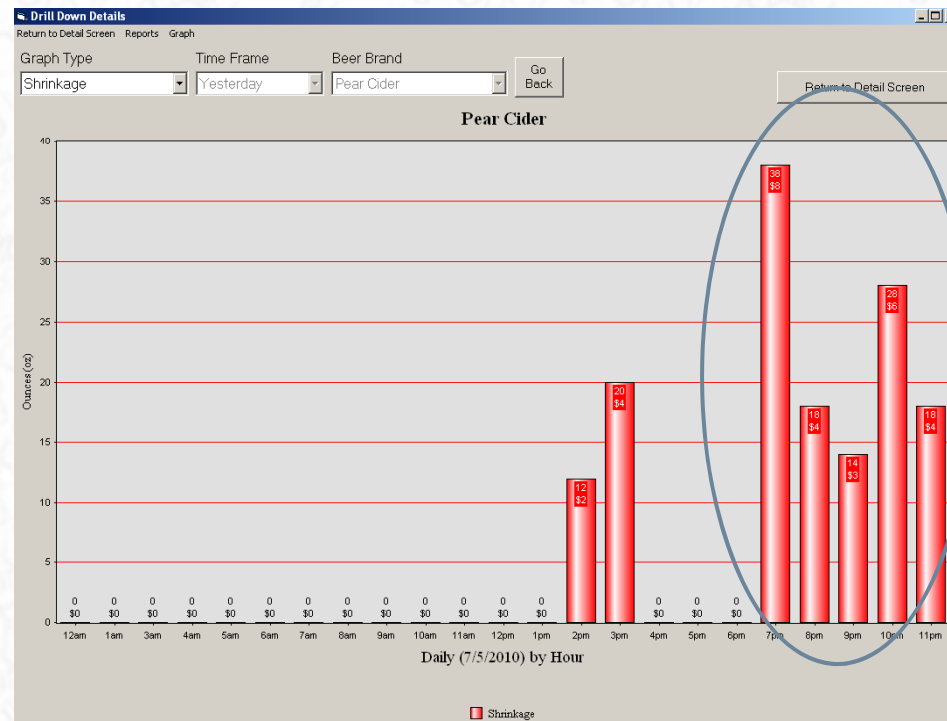 Drill Down Details
Return to Detail Screen Reports Graph
Graph Type Time Frame Beer Brand
Shrinkage Yesterday Pear Cider Go Back Return to Detail Screen
Pear Cider
Ounces (oz)
40
35
30
25
20
15
10
5
0
0 0 0 0 0 0 0 0 0 0 0 0 12 20 0 0 0 38 18 14 28 18
$0 $0 $0 $0 $0 $0 $0 $0 $0 $0 $0 $0 $2 $4 $0 $0 $0 $8 $4 $3 $6 $4
12am 1am 3am 4am 5am 6am 7am 8am 9am 10am 11am 12pm 1pm 2pm 3pm 4pm 5pm 6pm 7pm 8pm 9pm 10pm 11pm
Daily (7/5/2010) by Hour
Shrinkage